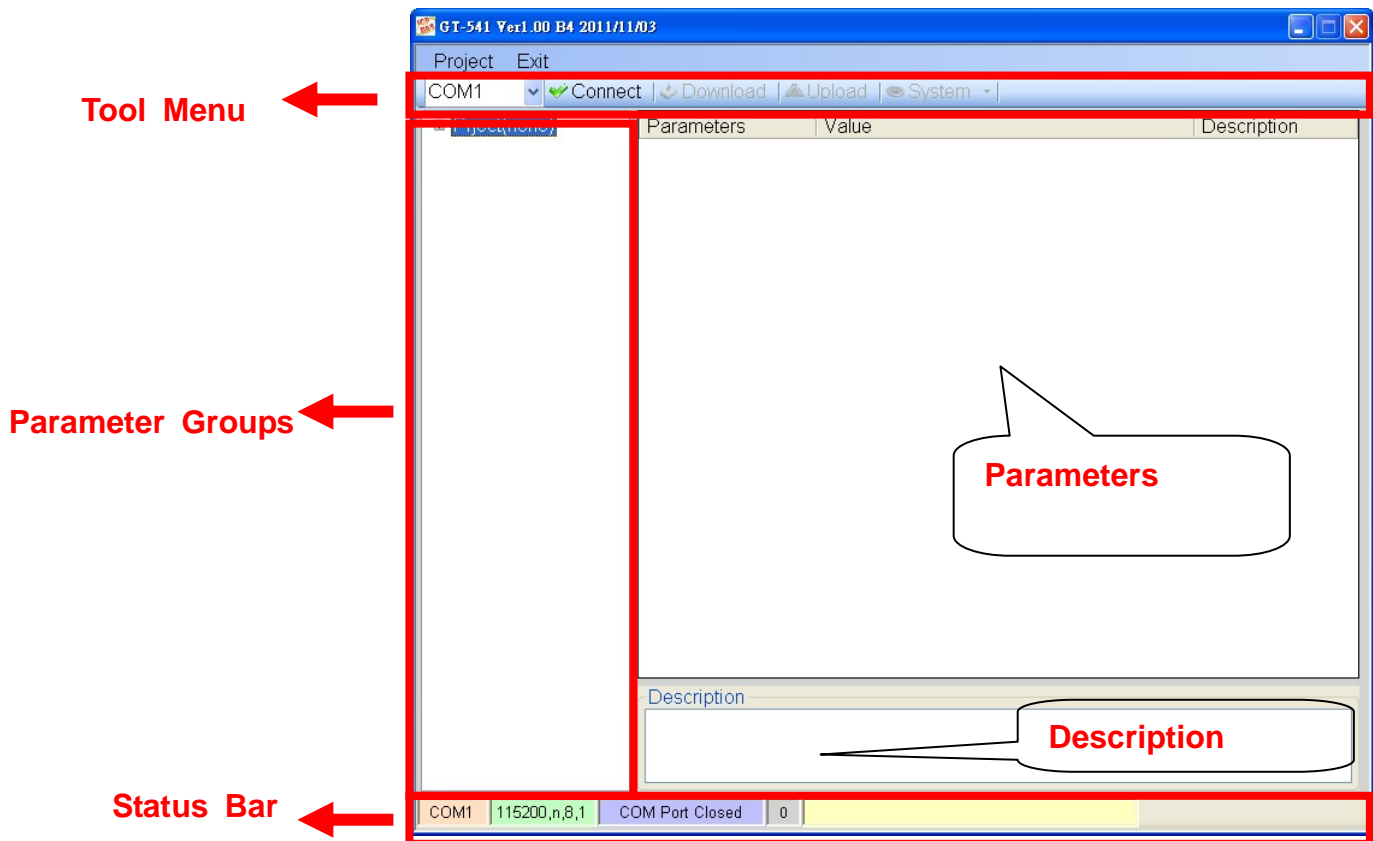 GT-541 Ver1.00 B4 2011/11/03
Project Exit
COM1 Connect Download Upload System
Tool Menu
Parameters Value Description
Parameter Groups
Parameters
Description
Description
Status Bar
COM1 115200,n,8,1 COM Port Closed 0